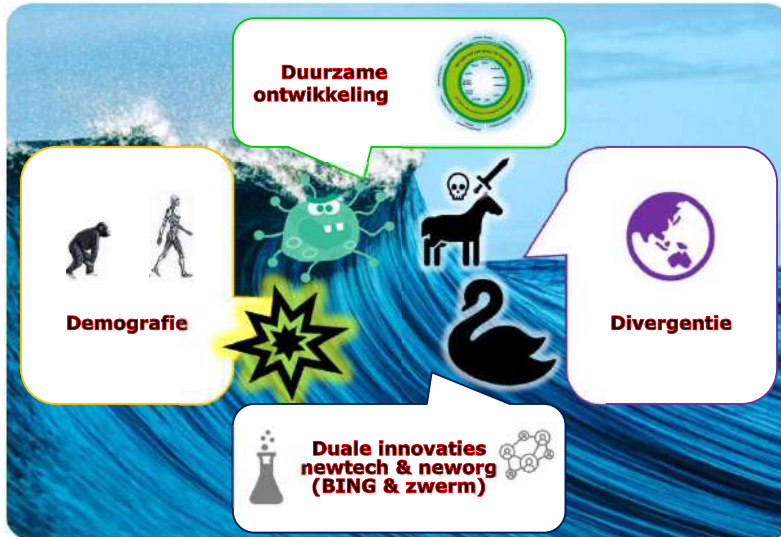 Duurzame
ontwikkeling
Demografie
Divergentie
Duale innovaties
newtech & neworg
(BING & zwerm)